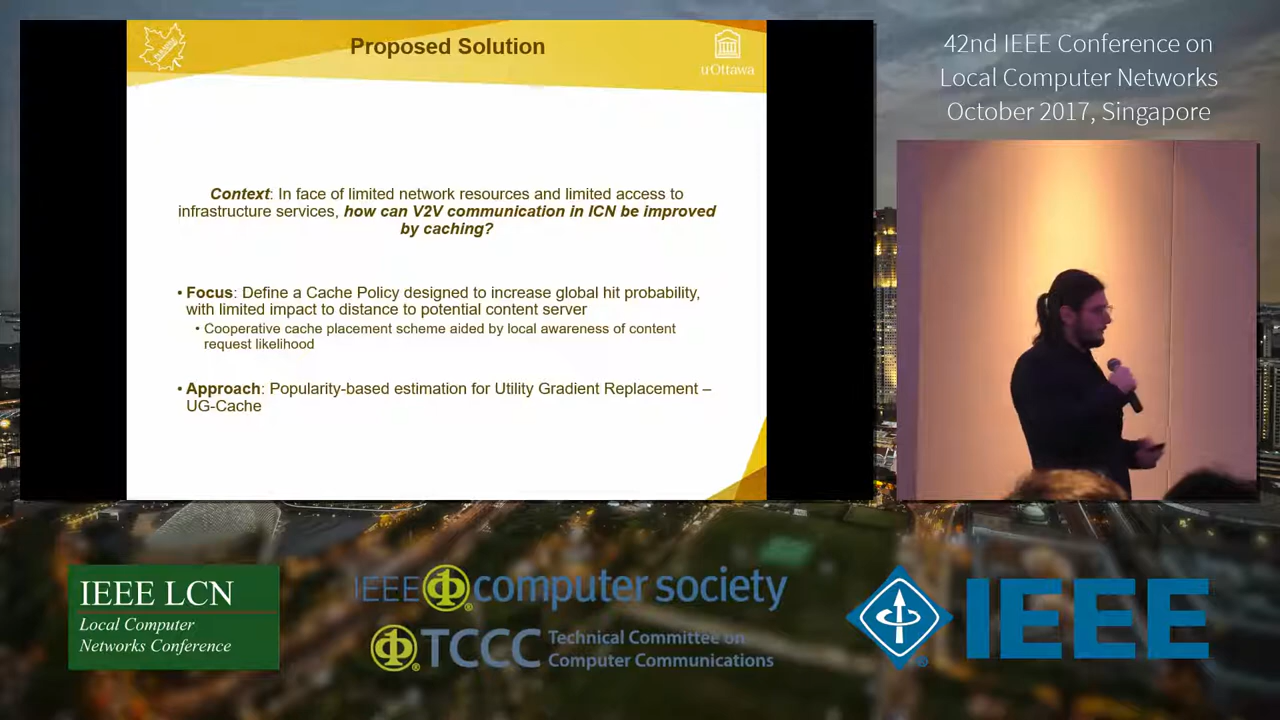 Proposed Solution
uOttawa
Context: In face of limited network resources and limited access to
infrastructure services, how can V2V communication in ICN be improved
by caching?
• Focus: Define a Cache Policy designed to increase global hit probability,
with limited impact to distance to potential content server
• Cooperative cache placement scheme aided by local awareness of content
request likelihood
• Approach: Popularity-based estimation for Utility Gradient Replacement –
UG-Cache
42nd IEEE Conference on
Local Computer Networks
October 2017, Singapore
IEEE LCN
Local Computer
Networks Conference
IEEE computer society
TCCC Technical Committee on
Computer Communications
IEEE